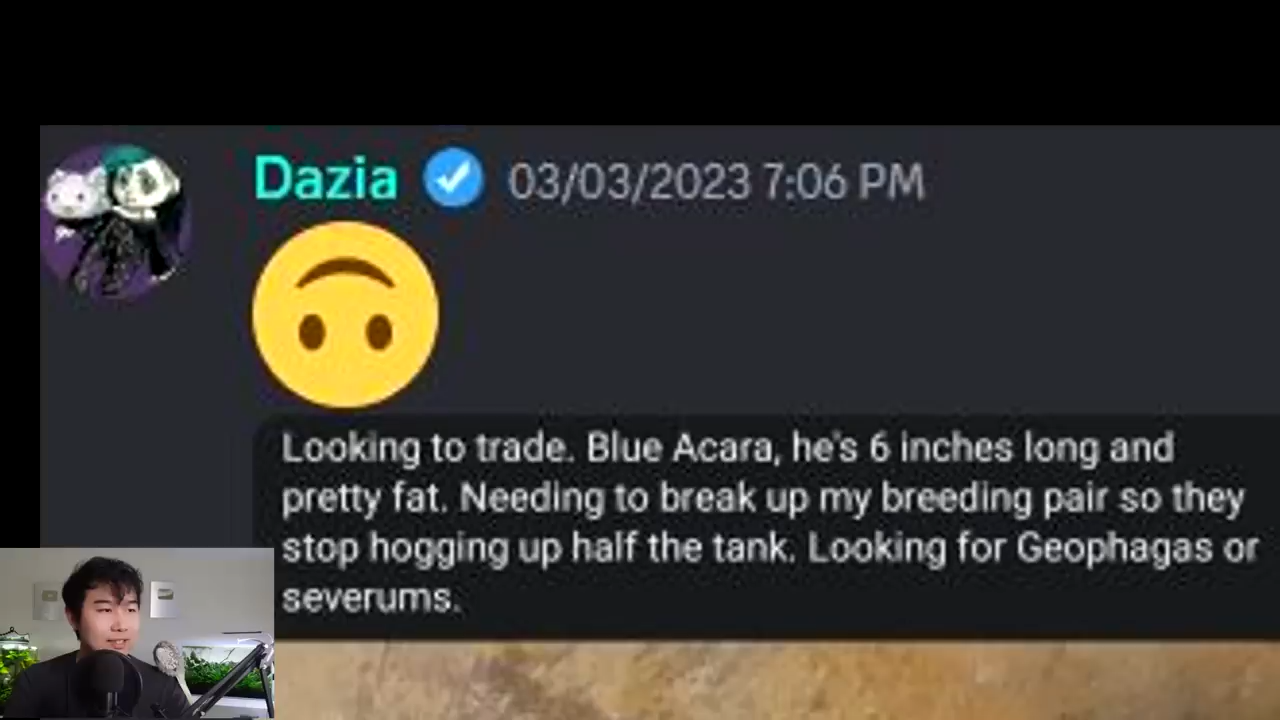 Dazia 03/03/2023 7:06 PM
Looking to trade. Blue Acara, he's 6 inches long and
pretty fat. Needing to break up my breeding pair so they
stop hogging up half the tank. Looking for Geophagas or
severums.